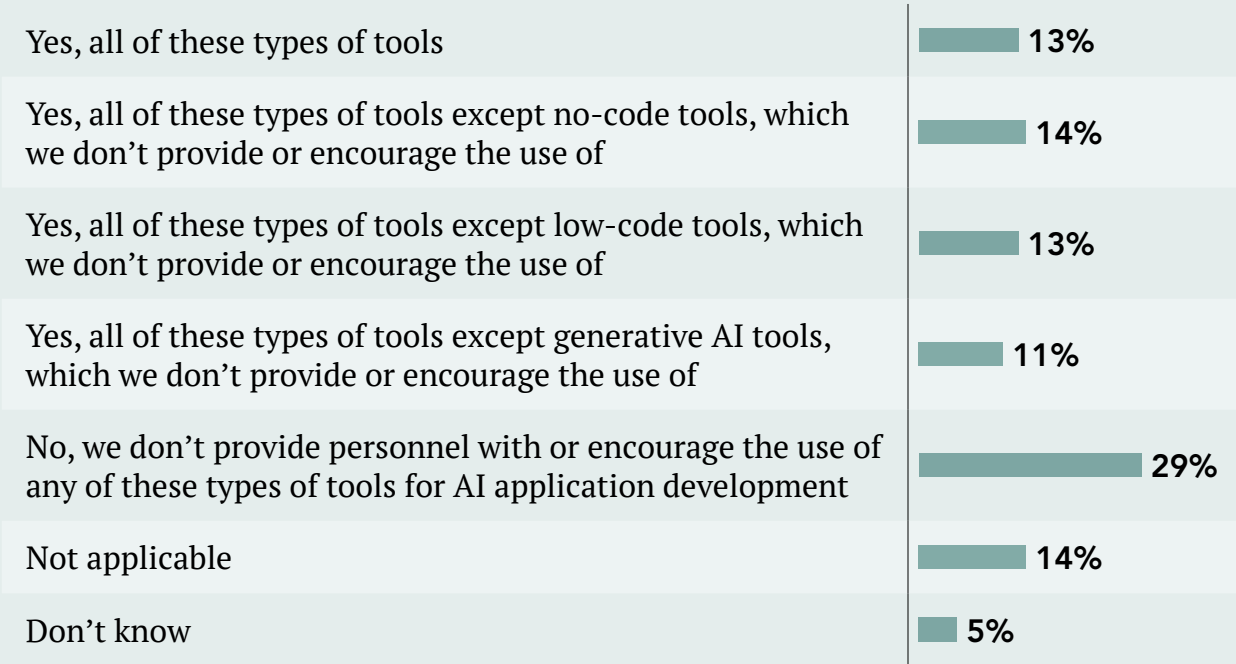 Yes, all of these types of tools 13%
Yes, all of these types of tools except no-code tools, which
we don’t provide or encourage the use of 14%
Yes, all of these types of tools except low-code tools, which
we don’t provide or encourage the use of 13%
Yes, all of these types of tools except generative AI tools,
which we don’t provide or encourage the use of 11%
No, we don’t provide personnel with or encourage the use of
any of these types of tools for AI application development 29%
Not applicable 14%
Don’t know 5%